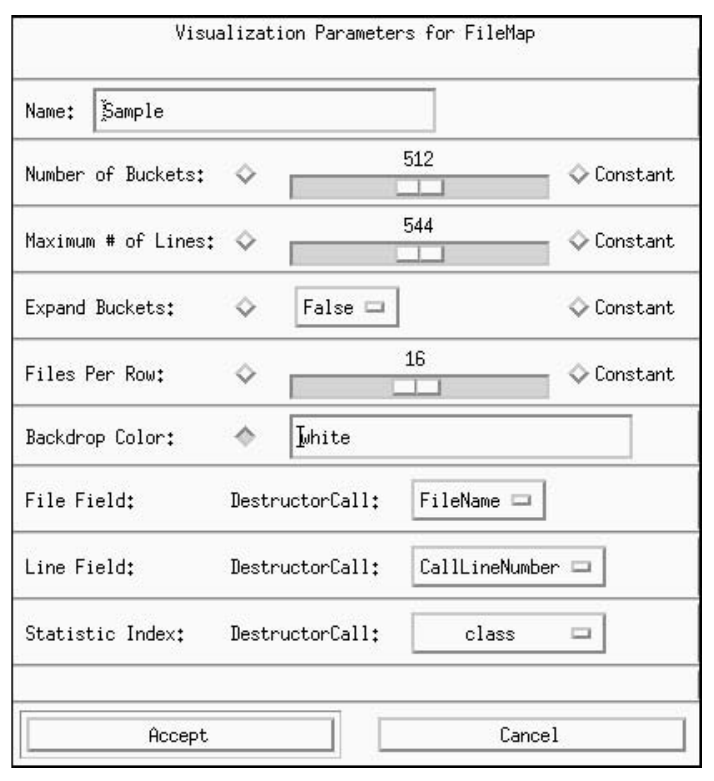 Visualization Parameters for FileMap
Name: Sample
Number of Buckets: 512 Constant
Maximum # of Lines: 544 Constant
Expand Buckets: False Constant
Files Per Row: 16 Constant
Backdrop Color: White
File Field: DestructorCall: FileName
Line Field: DestructorCall: CallLineNumber
Statistic Index: DestructorCall: class
Accept Cancel